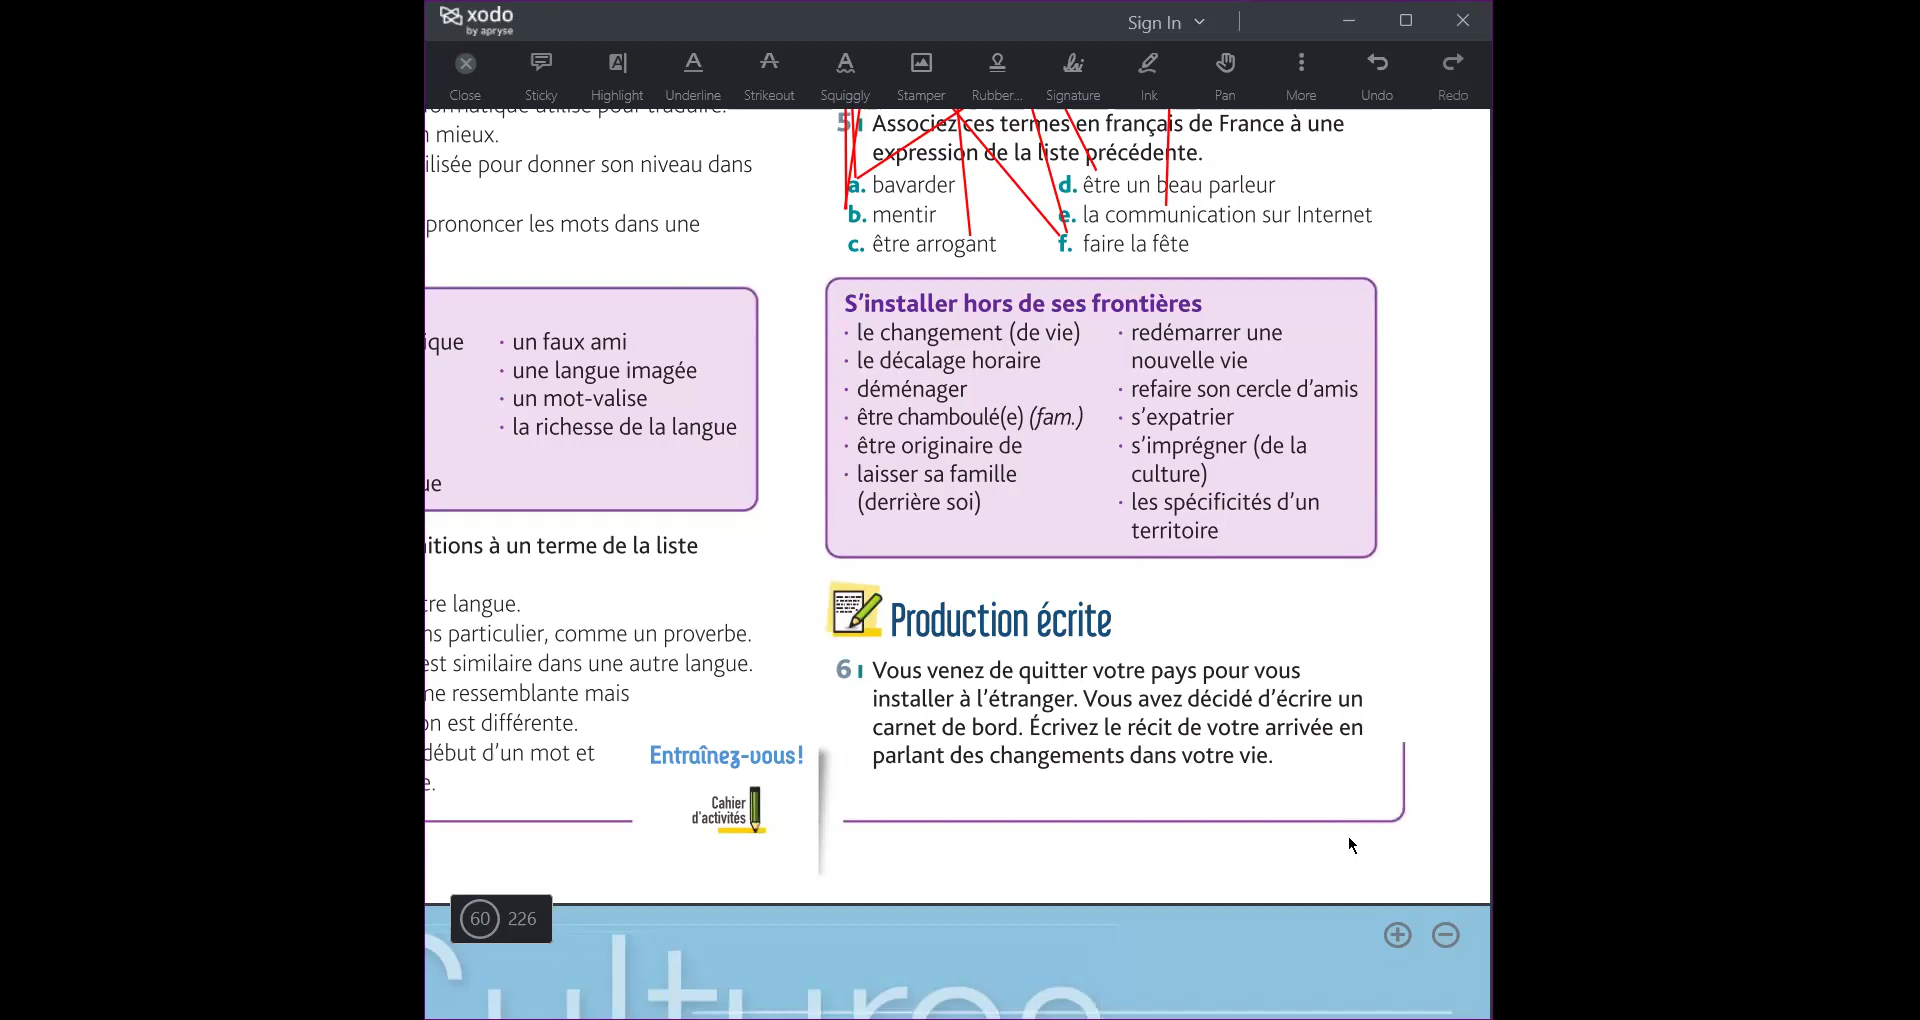 xodo
by apryse
Sign In
Close
Sticky
Highlight
Underline
Strikeout
Squiggly
Stamper
Rubber...
Signature
Ink
Pan
More
Undo
Redo
ormatique utilisé pour traduire.
n mieux.
ilisée pour donner son niveau dans
prononcer les mots dans une
ique
ue
· un faux ami
· une langue imagée
· un mot-valise
· la richesse de la langue
itions à un terme de la liste
tre langue.
ns particulier, comme un proverbe.
est similaire dans une autre langue.
ne ressemblante mais
on est différente.
début d'un mot et
e.
Entraînez-vous!
Cahier
d'activités
5 Associez ces termes en français de France à une
expression de la liste précédente.
a. bavarder
b. mentir
c. être arrogant
d. être un beau parleur
e. la communication sur Internet
f. faire la fête
S'installer hors de ses frontières
· le changement (de vie)
· le décalage horaire
· déménager
· être chamboulé(e) (fam.)
· être originaire de
· laisser sa famille
(derrière soi)
· redémarrer une
nouvelle vie
· refaire son cercle d'amis
· s'expatrier
· s'imprégner (de la
culture)
· les spécificités d'un
territoire
Production écrite
6 Vous venez de quitter votre pays pour vous
installer à l'étranger. Vous avez décidé d'écrire un
carnet de bord. Écrivez le récit de votre arrivée en
parlant des changements dans votre vie.
60 226
Cultures